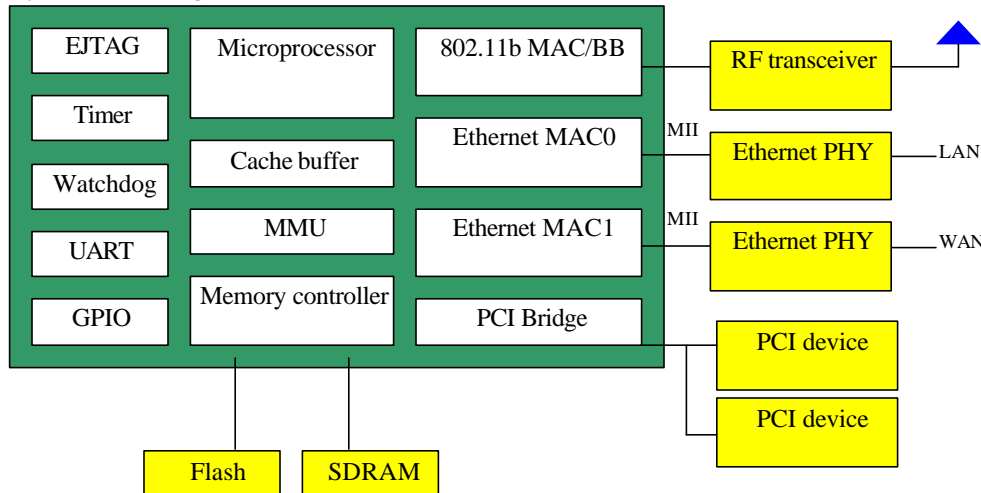 EJTAG
Timer
Watchdog
UART
GPIO
Microprocessor
Cache buffer
MMU
Memory controller
802.11b MAC/BB
Ethernet MAC0
Ethernet MAC1
PCI Bridge
MII
MII
RF transceiver
Ethernet PHY
LAN
Ethernet PHY
WAN
PCI device
PCI device
Flash
SDRAM